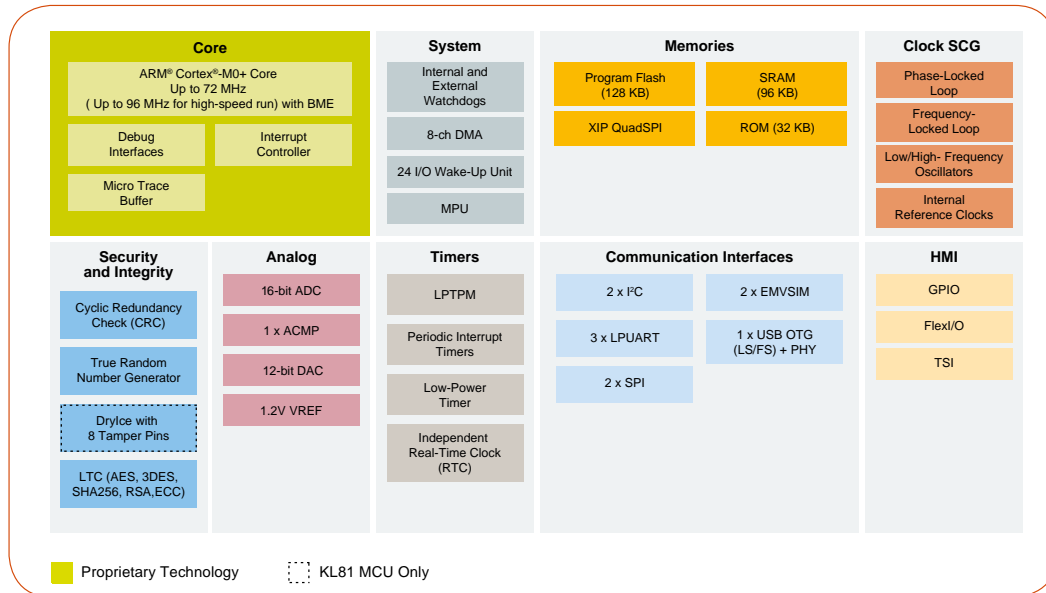 Core
ARM® Cortex®-M0+ Core
Up to 72 MHz
( Up to 96 MHz for high-speed run) with BME
Debug
Interfaces
Interrupt
Controller
Micro Trace
Buffer
System
Internal and
External
Watchdogs
8-ch DMA
24 I/O Wake-Up Unit
MPU
Memories
Program Flash
(128 KB)
SRAM
(96 KB)
XIP QuadSPI
ROM (32 KB)
Clock SCG
Phase-Locked
Loop
Frequency-
Locked Loop
Low/High- Frequency
Oscillators
Internal
Reference Clocks
Security
and Integrity
Cyclic Redundancy
Check (CRC)
True Random
Number Generator
DryIce with
8 Tamper Pins
LTC (AES, 3DES,
SHA256, RSA,ECC)
Analog
16-bit ADC
1 x ACMP
12-bit DAC
1.2V VREF
Timers
LPTPM
Periodic Interrupt
Timers
Low-Power
Timer
Independent
Real-Time Clock
(RTC)
Communication Interfaces
2 x I²C
2 x EMVSIM
3 x LPUART
1 x USB OTG
(LS/FS) + PHY
2 x SPI
HMI
GPIO
FlexI/O
TSI
Proprietary Technology
KL81 MCU Only